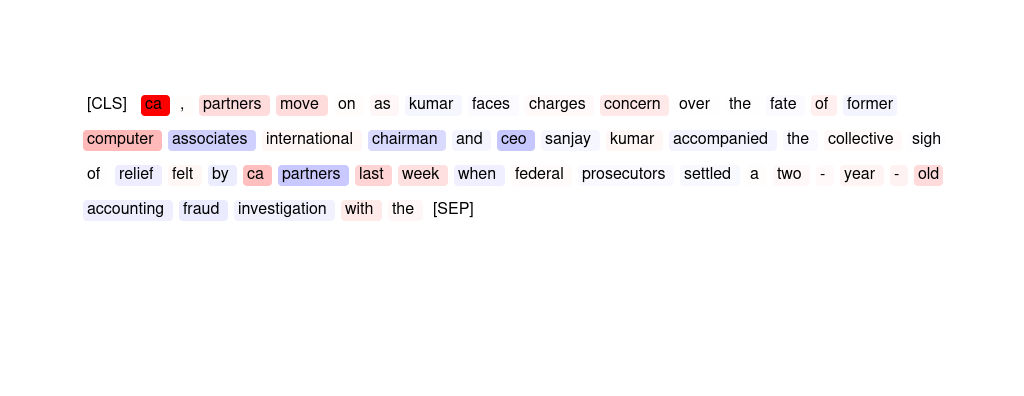 [CLS] ca , partners move on as kumar faces charges concern over the fate of former
computer associates international chairman and ceo sanjay kumar accompanied the collective sigh
of relief felt by ca partners last week when federal prosecutors settled a two - year - old
accounting fraud investigation with the [SEP]